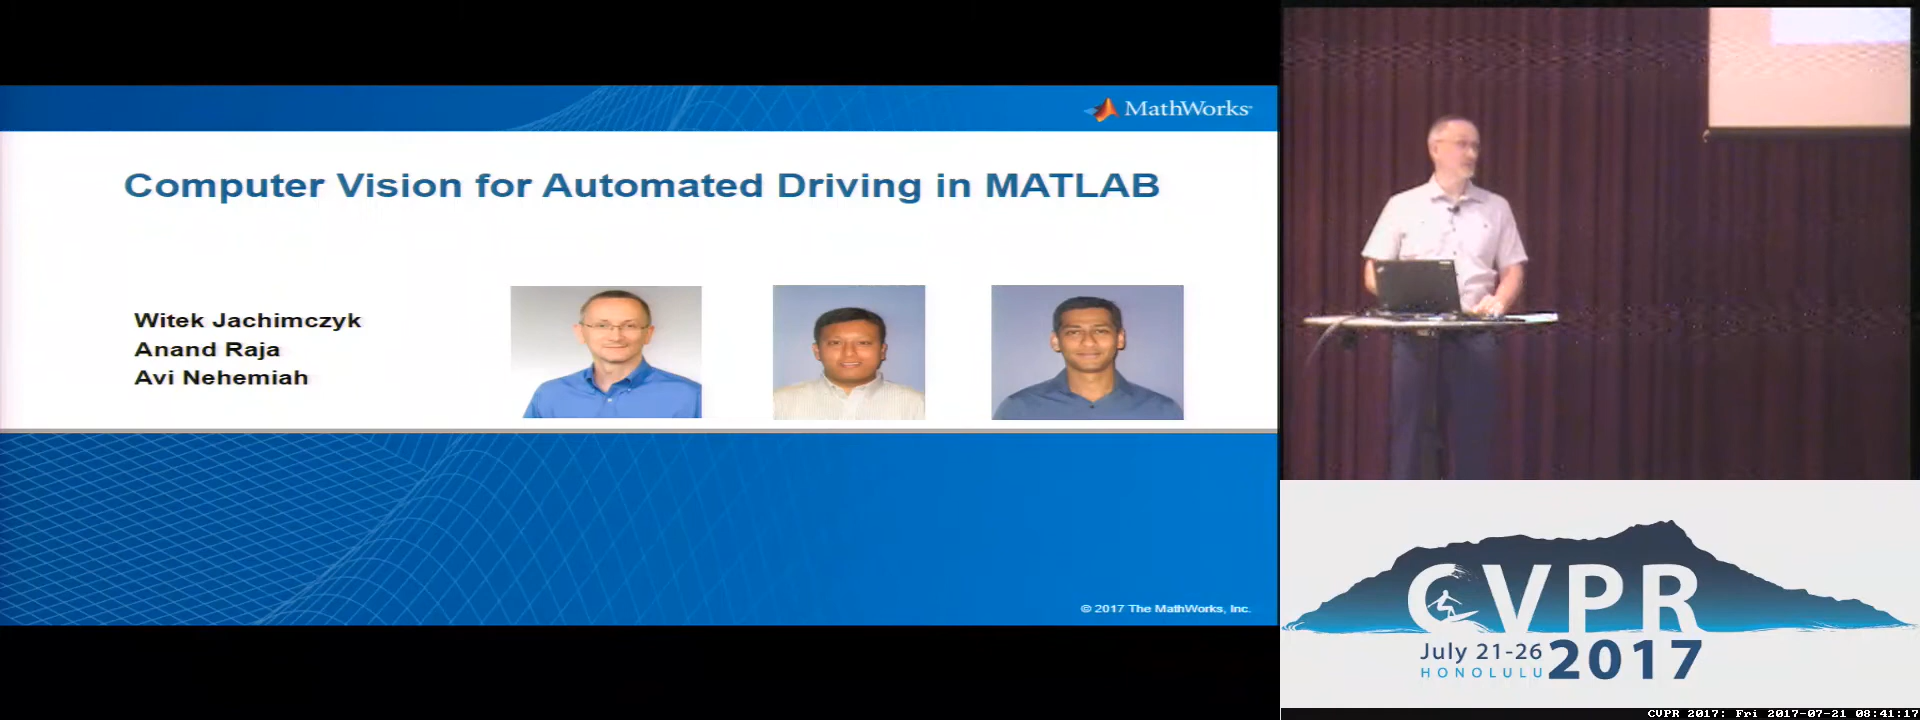 MathWorks
Computer Vision for Automated Driving in MATLAB
Witek Jachimczyk
Anand Raja
Avi Nehemiah
© 2017 The MathWorks, Inc.
CVPR
July 21-26
HONOLULU
2017
CVPR 2017: Fri 2017-07-21 08:41:17